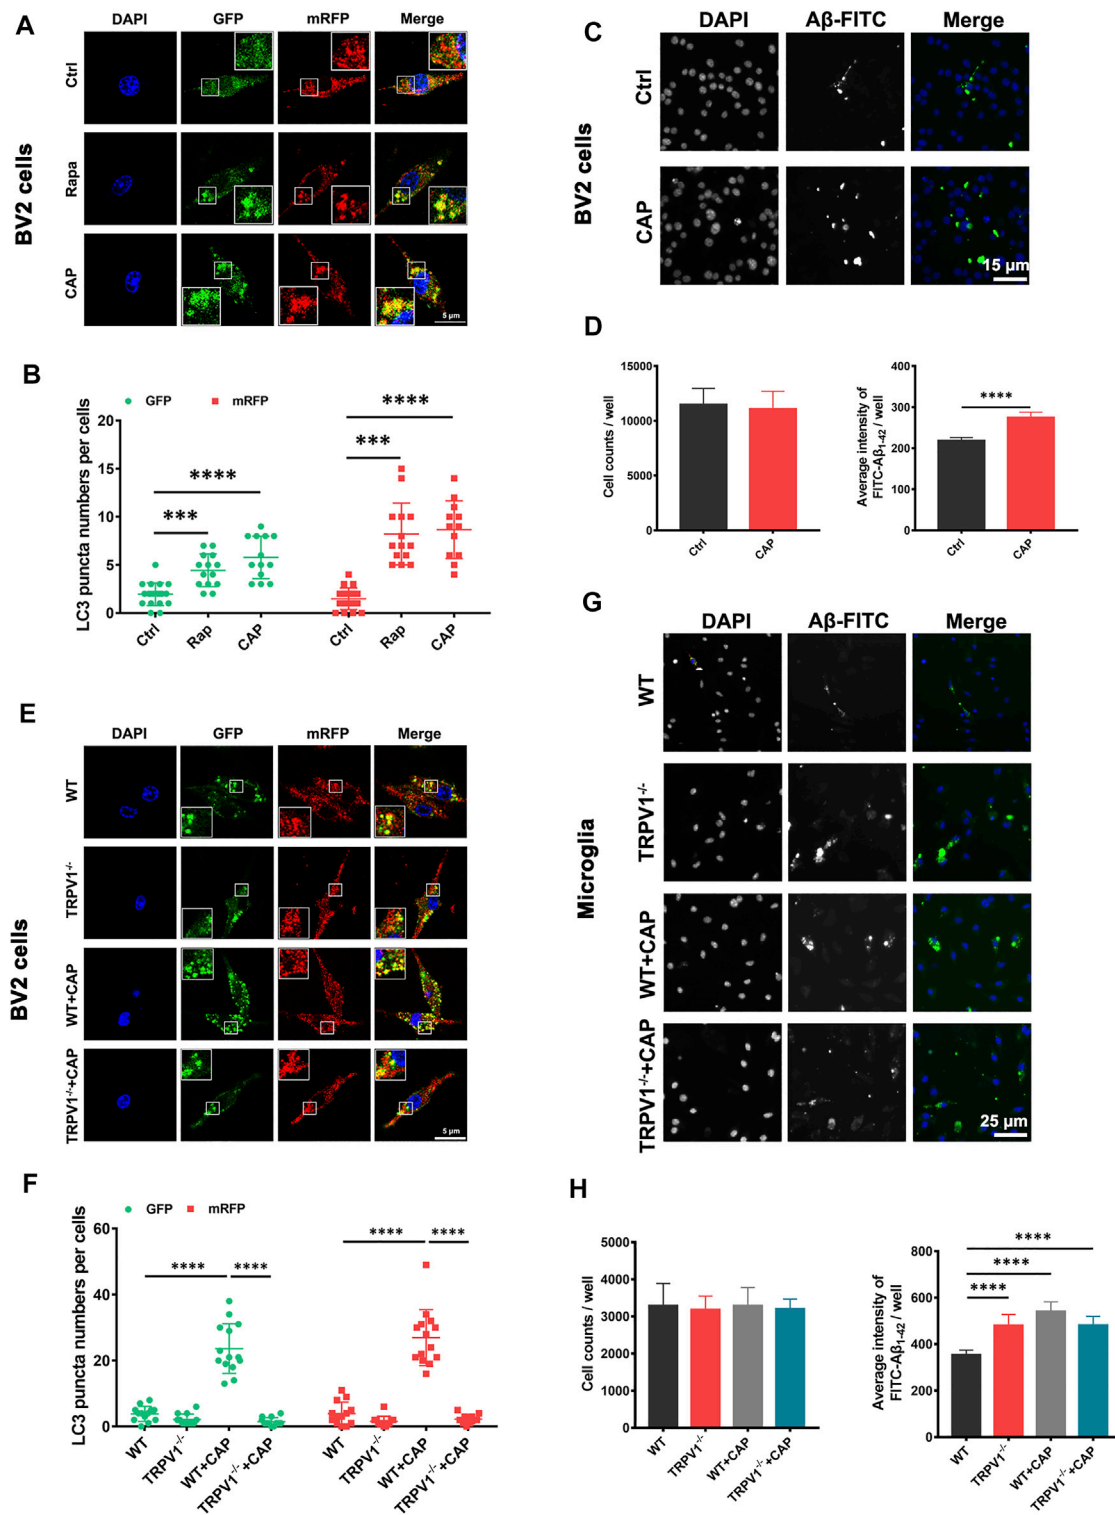 A
DAPI GFP mRFP Merge
Ctrl
Rapa
CAP
BV2 cells
5 μm
B
GFP mRFP
LC3 puncta numbers per cells
20
15
10
5
0
*** **** *** ****
Ctrl Rap CAP Ctrl Rap CAP
C
DAPI Aβ-FITC Merge
Ctrl
CAP
BV2 cells
15 μm
D
Cell counts / well
15000
10000
5000
0
Ctrl CAP
Average intensity of
FITC-Aβ1-42 / well
400
300
200
100
0
****
Ctrl CAP
E
DAPI GFP mRFP Merge
WT
TRPV1-/-
WT+CAP
TRPV1-/-+CAP
BV2 cells
5 μm
F
GFP mRFP
LC3 puncta numbers per cells
60
40
20
0
**** **** **** ****
WT TRPV1-/- WT+CAP TRPV1-/-+CAP WT TRPV1-/- WT+CAP TRPV1-/-+CAP
G
DAPI Aβ-FITC Merge
WT
TRPV1-/-
WT+CAP
TRPV1-/-+CAP
Microglia
25 μm
H
Cell counts / well
5000
4000
3000
2000
1000
0
WT TRPV1-/- WT+CAP TRPV1-/-+CAP
Average intensity of
FITC-Aβ1-42 / well
800
600
400
200
0
****
****
****
WT TRPV1-/- WT+CAP TRPV1-/-+CAP